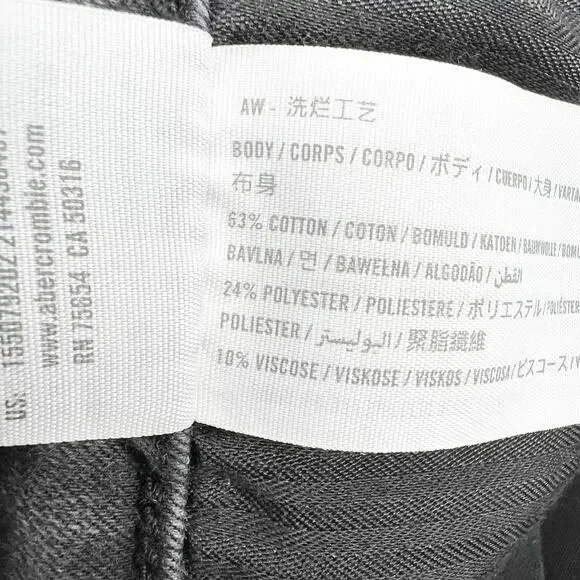 AW - 洗烂工艺
BODY / CORPS / CORPO / ボディ / CUERPO / 大身 /
布身
63% COTTON / COTON / BOMULD / KATOEN / BAUMWOLLE /
BAVLNA / 면 / BAWEŁNA / ALGODÃO / القطن /
24% POLYESTER / POLIESTERE / ポリエステル /
POLIESTER / البوليستر / 聚脂纖維
10% VISCOSE / VISKOSE / VISKOS / VISCOSA / ビスコース /
US:
www.abercrombie.com
RN 75654 CA 50316